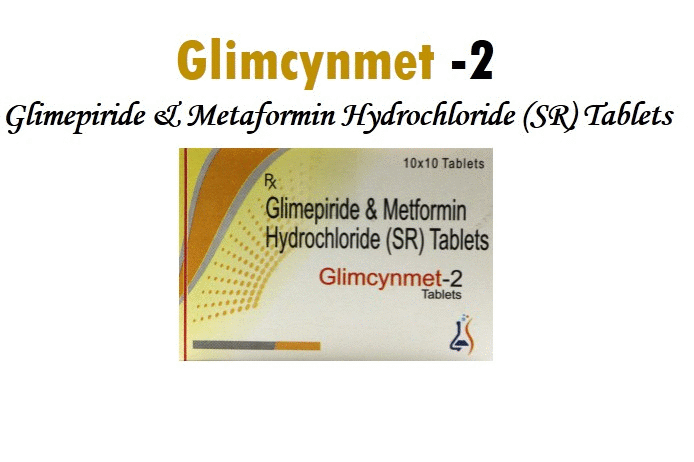 Glimcynmet -2
Glimepiride & Metaformin Hydrochloride (SR) Tablets
10x10 Tablets
Rx
Glimepiride & Metformin
Hydrochloride (SR) Tablets
Glimcynmet-2
Tablets